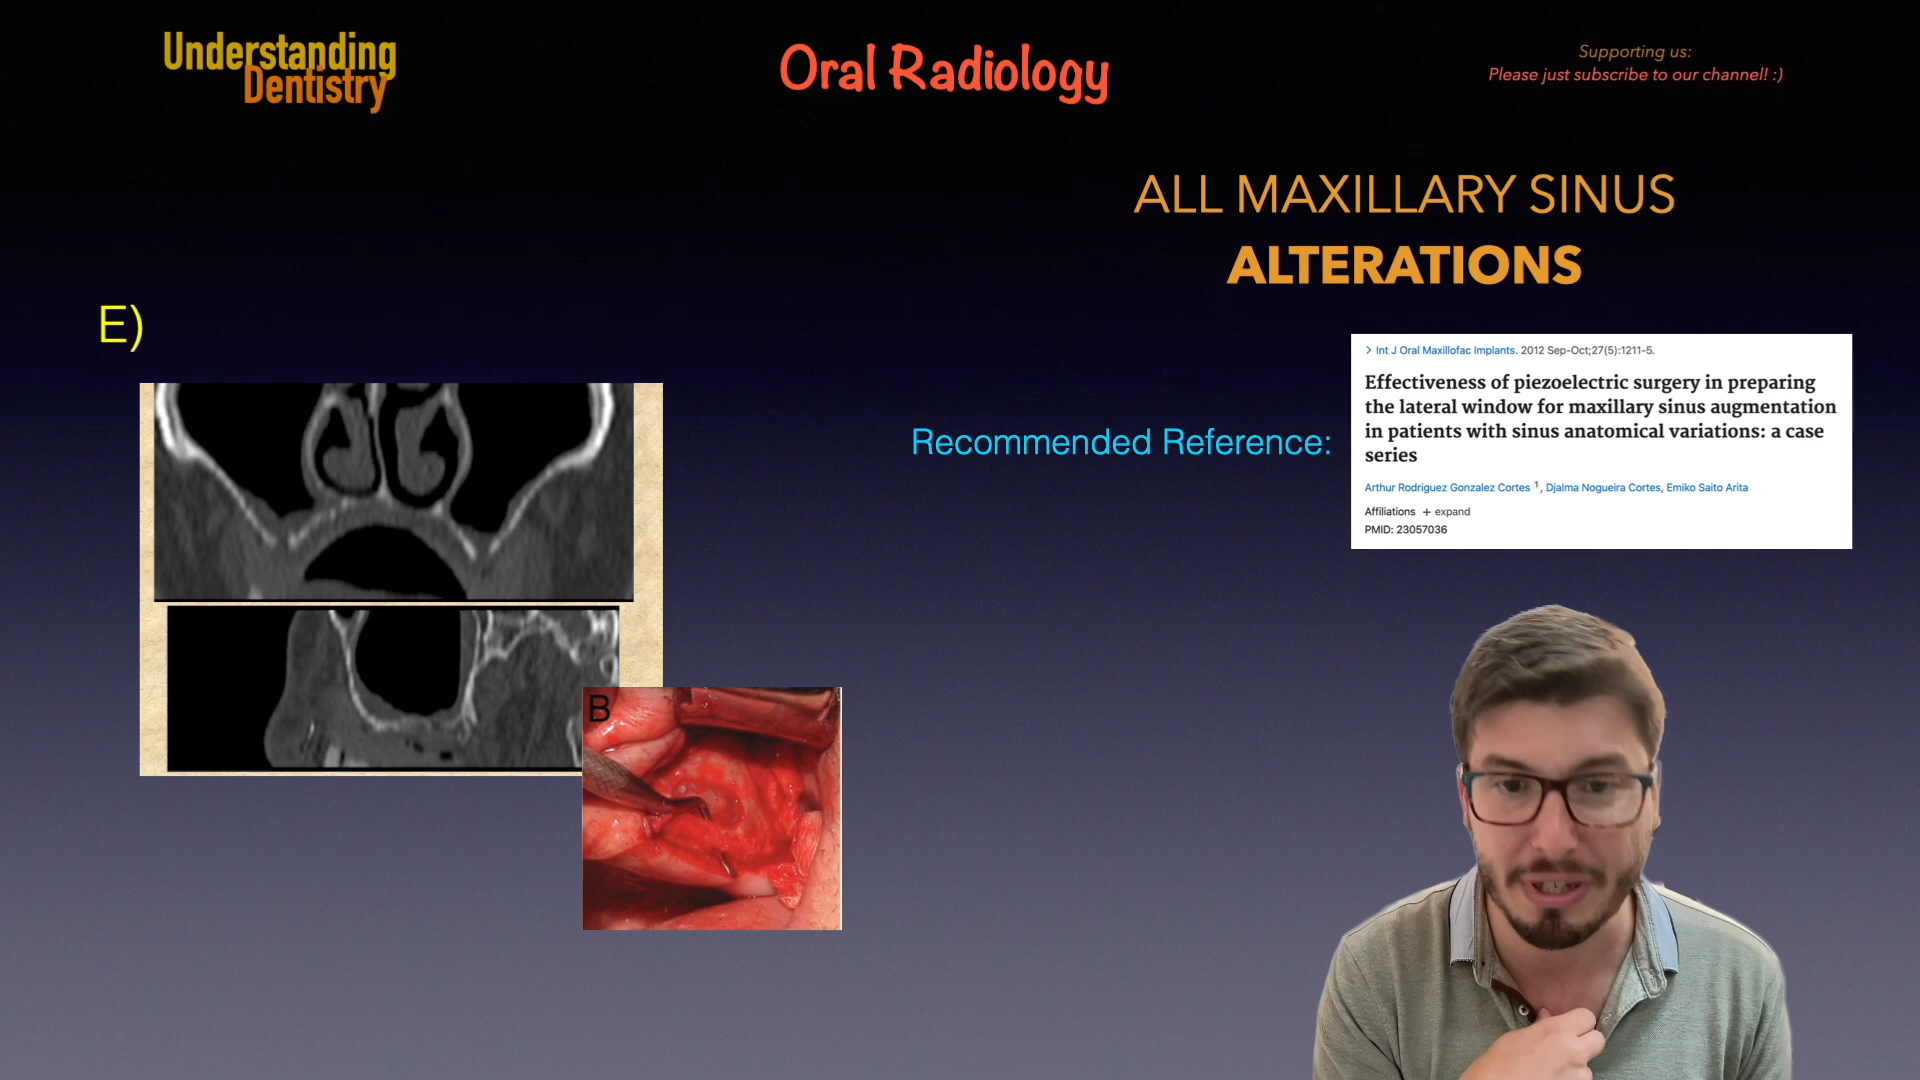 Understanding
Dentistry
Oral Radiology
Supporting us:
Please just subscribe to our channel! :)
ALL MAXILLARY SINUS
ALTERATIONS
E)
Recommended Reference:
> Int J Oral Maxillofac Implants. 2012 Sep-Oct;27(5):1211-5.
Effectiveness of piezoelectric surgery in preparing
the lateral window for maxillary sinus augmentation
in patients with sinus anatomical variations: a case
series
Arthur Rodriguez Gonzalez Cortes 1, Djalma Nogueira Cortes, Emiko Saito Arita
Affiliations + expand
PMID: 23057036
B